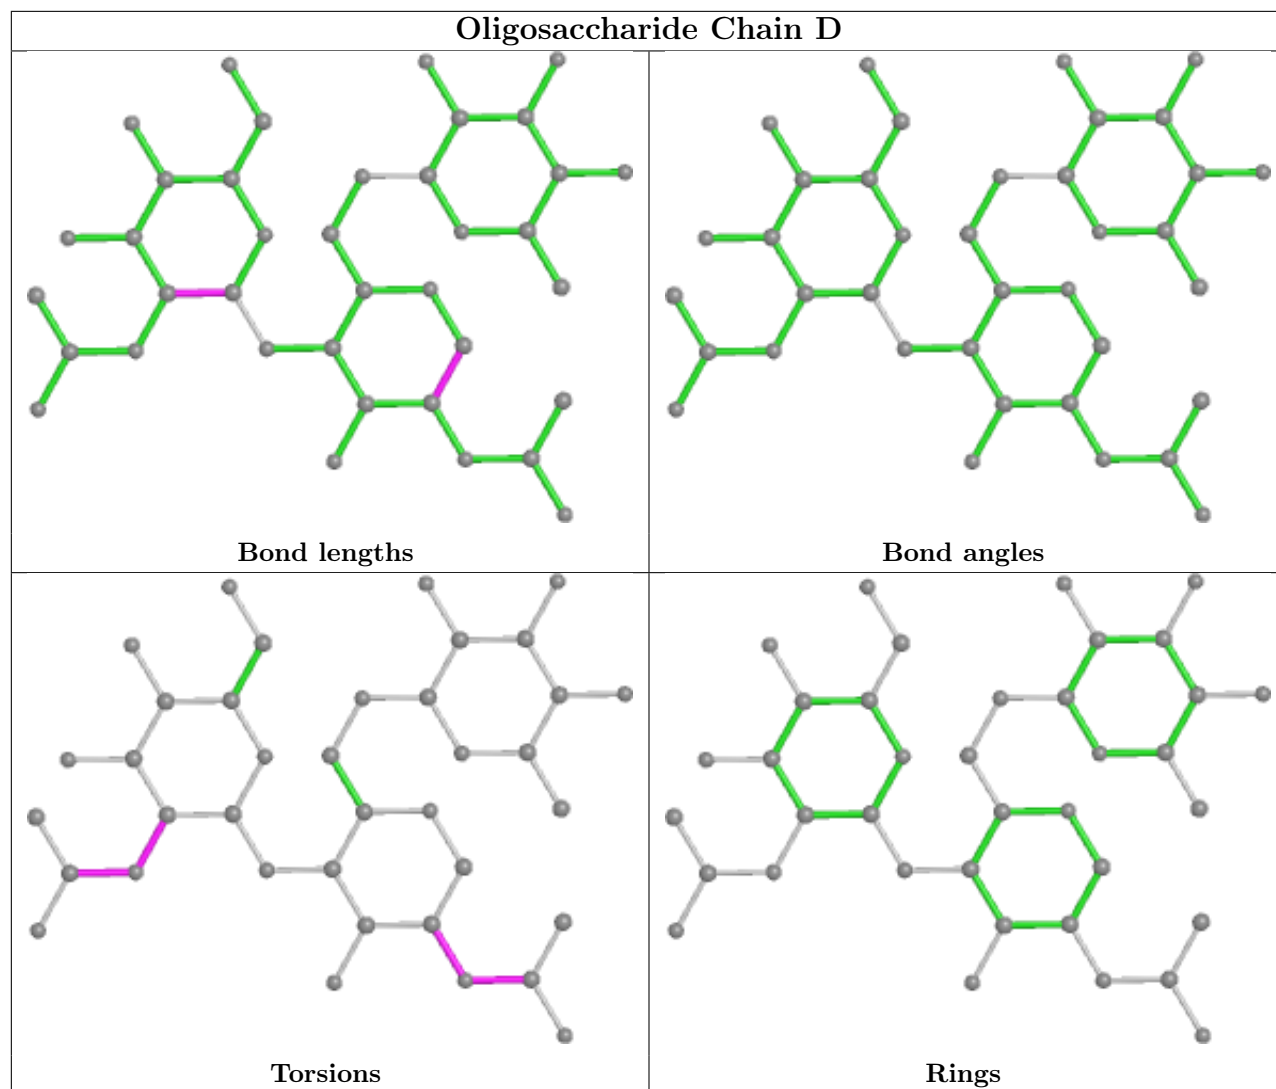 Oligosaccharide Chain D
Bond lengths
Bond angles
Torsions
Rings